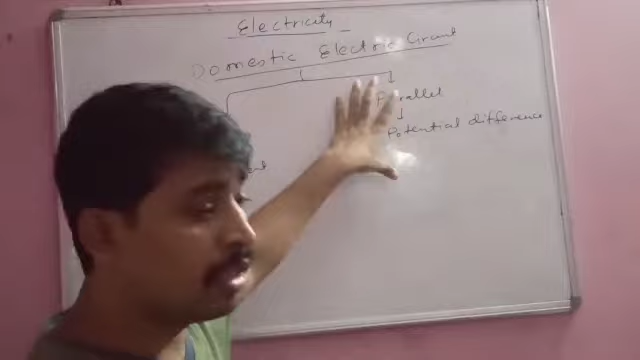 Electricity
Domestic Electric Circuit
Parallel
Potential difference